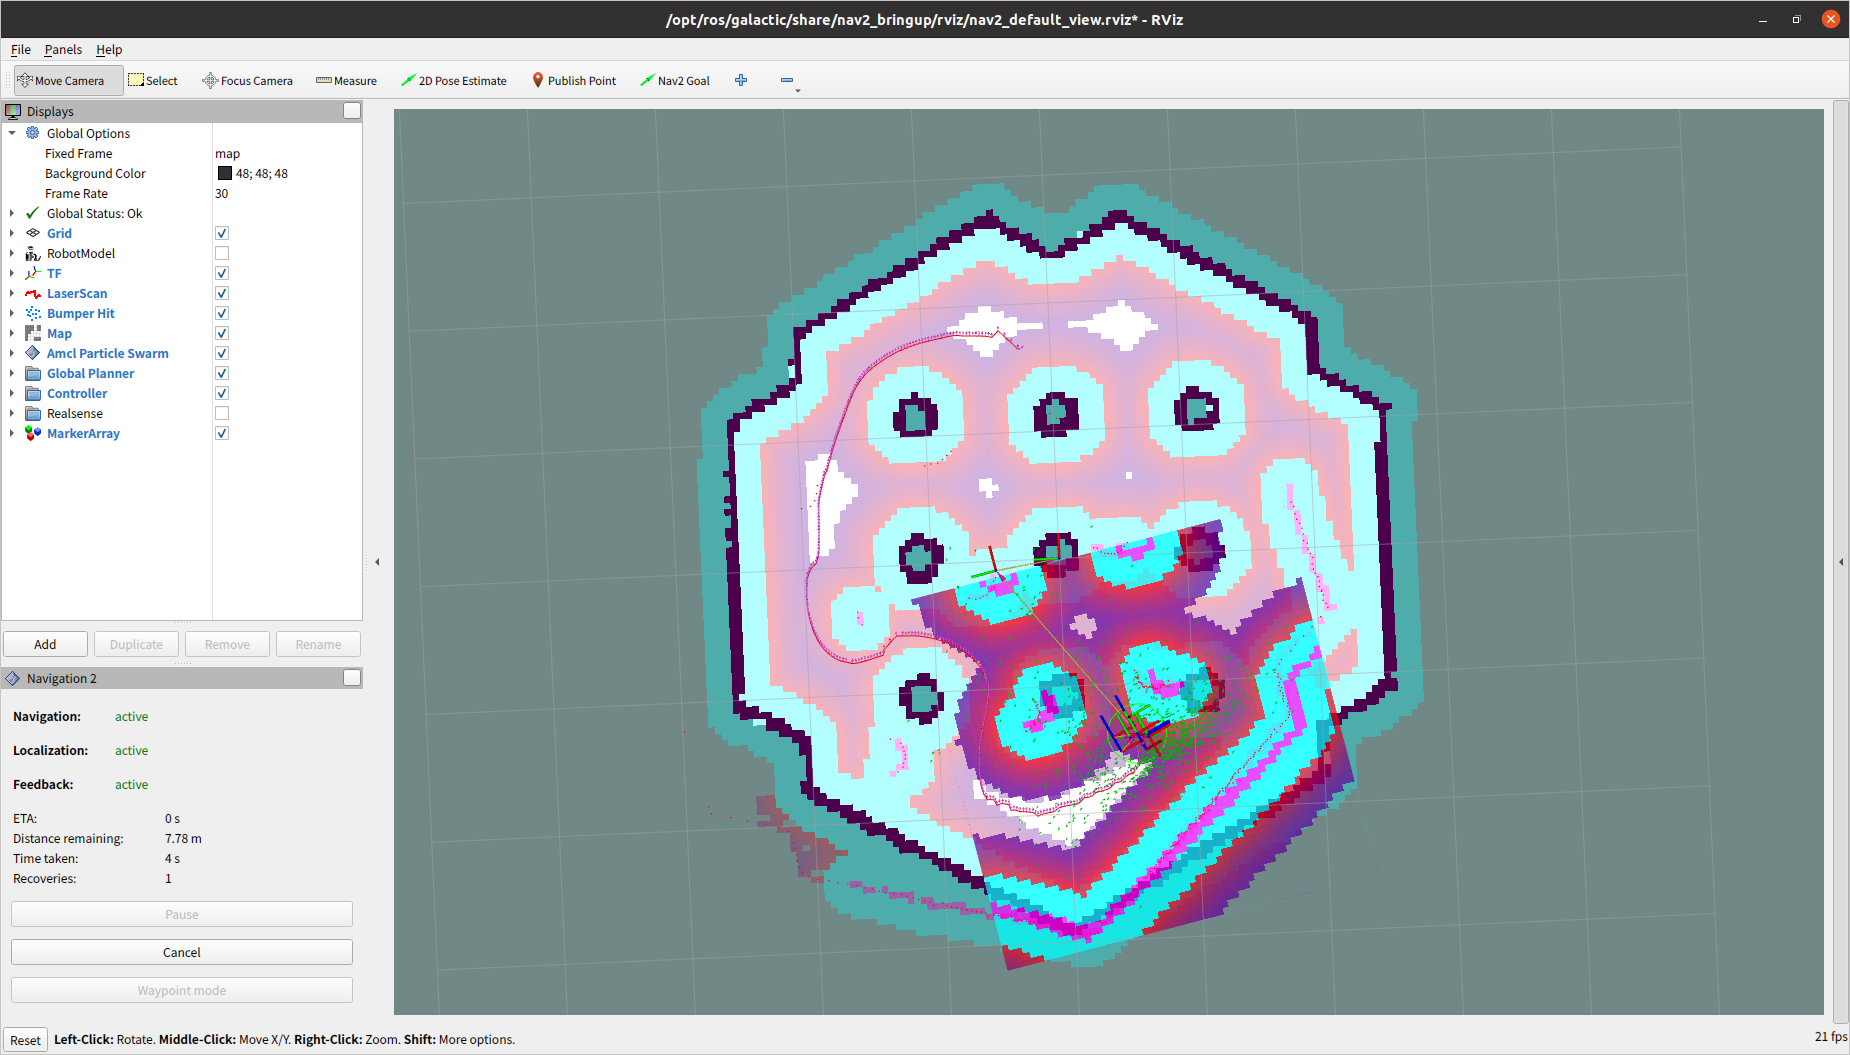 /opt/ros/galactic/share/nav2_bringup/rviz/nav2_default_view.rviz* - RViz
File Panels Help
Move Camera Select Focus Camera Measure 2D Pose Estimate Publish Point Nav2 Goal
Displays
Global Options
Fixed Frame map
Background Color 48; 48; 48
Frame Rate 30
Global Status: Ok
Grid
RobotModel
TF
LaserScan
Bumper Hit
Map
Amcl Particle Swarm
Global Planner
Controller
Realsense
MarkerArray
Add Duplicate Remove Rename
Navigation 2
Navigation: active
Localization: active
Feedback: active
ETA: 0 s
Distance remaining: 7.78 m
Time taken: 4 s
Recoveries: 1
Pause
Cancel
Waypoint mode
Reset Left-Click: Rotate. Middle-Click: Move X/Y. Right-Click: Zoom. Shift: More options. 21 fps